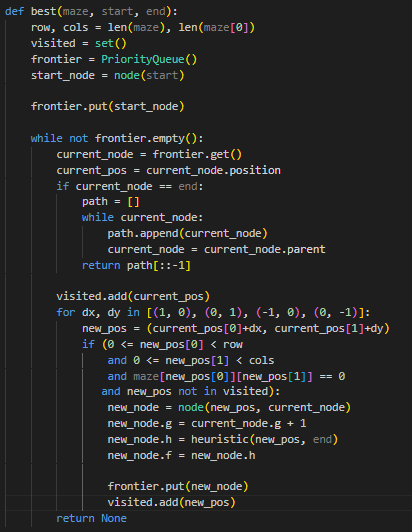 def best(maze, start, end):
    row, cols = len(maze), len(maze[0])
    visited = set()
    frontier = PriorityQueue()
    start_node = node(start)

    frontier.put(start_node)

    while not frontier.empty():
        current_node = frontier.get()
        current_pos = current_node.position
        if current_node == end:
            path = []
            while current_node:
                path.append(current_node)
                current_node = current_node.parent
            return path[::-1]

        visited.add(current_pos)
        for dx, dy in [(1, 0), (0, 1), (-1, 0), (0, -1)]:
            new_pos = (current_pos[0]+dx, current_pos[1]+dy)
            if (0 <= new_pos[0] < row
                and 0 <= new_pos[1] < cols
                and maze[new_pos[0]][new_pos[1]] == 0
               and new_pos not in visited):
                new_node = node(new_pos, current_node)
                new_node.g = current_node.g + 1
                new_node.h = heuristic(new_pos, end)
                new_node.f = new_node.h

                frontier.put(new_node)
                visited.add(new_pos)
        return None